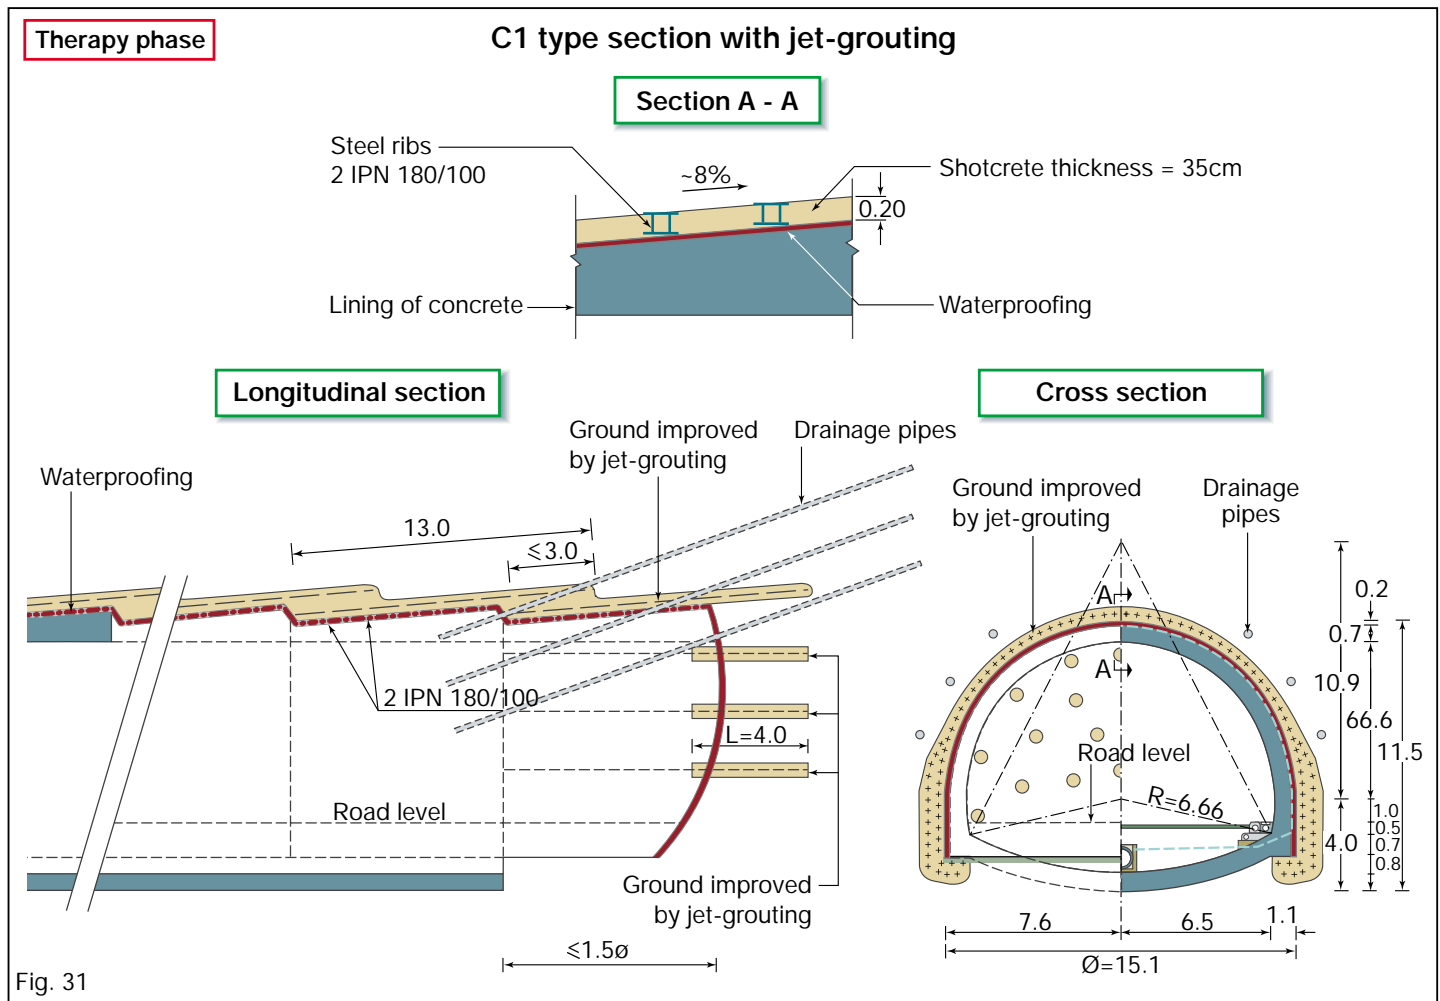 Therapy phase
C1 type section with jet-grouting
Section A - A
Steel ribs
2 IPN 180/100
~8%
Shotcrete thickness = 35cm
0.20
Lining of concrete
Waterproofing
Longitudinal section
Cross section
Waterproofing
Ground improved
by jet-grouting
Drainage pipes
13.0
≤3.0
2 IPN 180/100
L=4.0
Road level
Ground improved
by jet-grouting
≤1.5ø
Ground improved
by jet-grouting
Drainage
pipes
A
A
0.2
0.7
10.9
66.6
11.5
Road level
R=6.66
1.0
0.5
0.7
0.8
4.0
7.6
6.5
1.1
Ø=15.1
Fig. 31